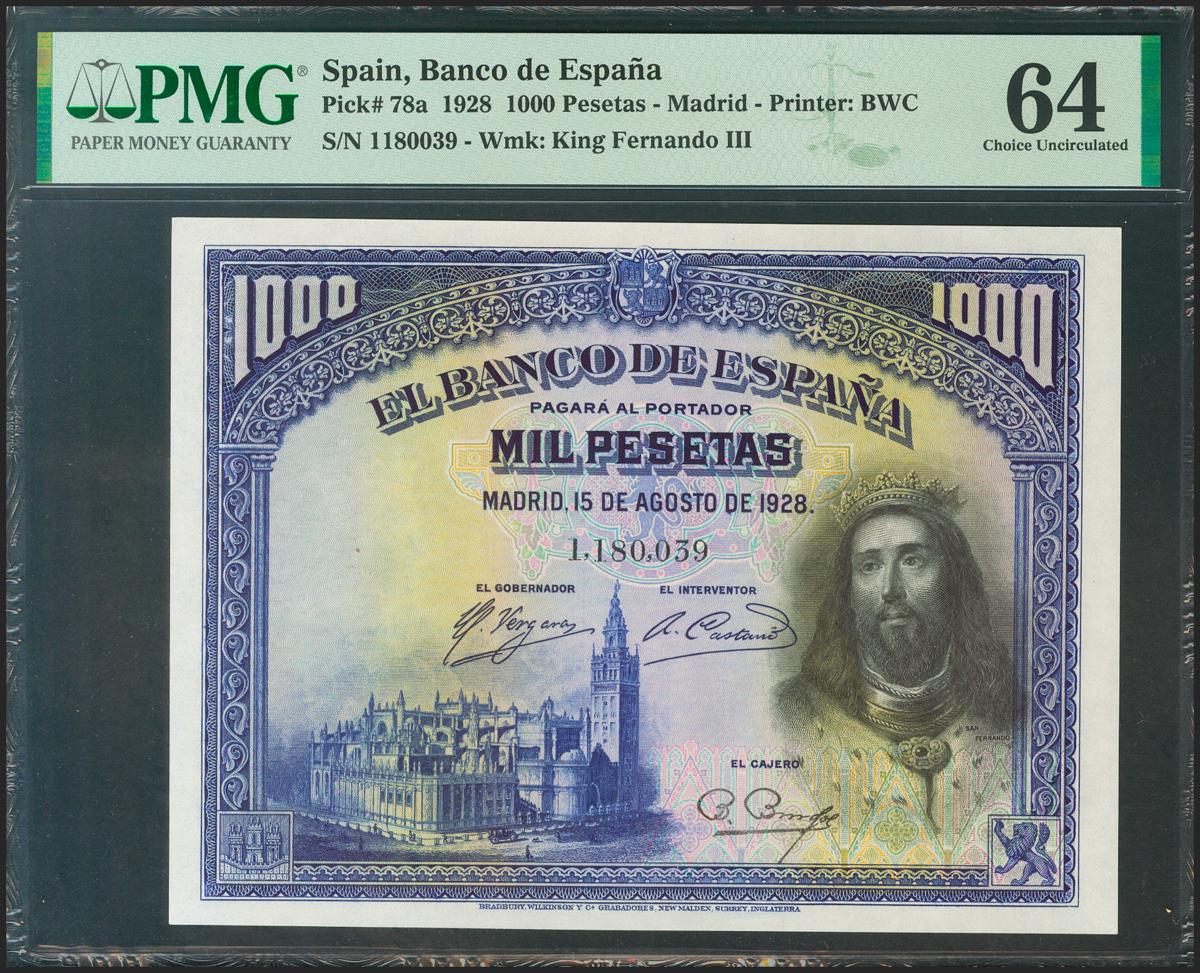 PMG®
PAPER MONEY GUARANTY
Spain, Banco de España
Pick# 78a 1928 1000 Pesetas - Madrid - Printer: BWC
S/N 1180039 - Wmk: King Fernando III
64
Choice Uncirculated
1000 1000
EL BANCO DE ESPAÑA
PAGARÁ AL PORTADOR
MIL PESETAS
MADRID, 15 DE AGOSTO DE 1928.
1,180,039
EL GOBERNADOR EL INTERVENTOR
SAN
FERNANDO
EL CAJERO
BRADBURY, WILKINSON Y Cª GRABADORES, NEW MALDEN, SURREY, INGLATERRA